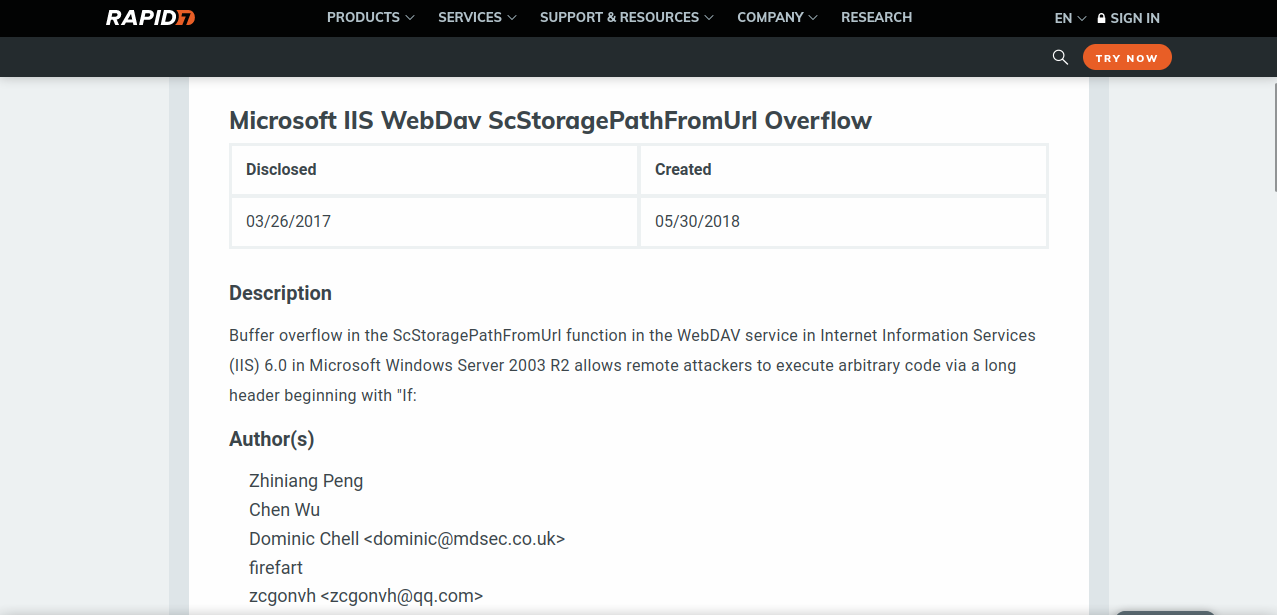 RAPID7 PRODUCTS SERVICES SUPPORT & RESOURCES COMPANY RESEARCH EN SIGN IN
TRY NOW
Microsoft IIS WebDav ScStoragePathFromUrl Overflow
Disclosed Created
03/26/2017 05/30/2018
Description
Buffer overflow in the ScStoragePathFromUrl function in the WebDAV service in Internet Information Services
(IIS) 6.0 in Microsoft Windows Server 2003 R2 allows remote attackers to execute arbitrary code via a long
header beginning with "If:
Author(s)
Zhiniang Peng
Chen Wu
Dominic Chell <dominic@mdsec.co.uk>
firefart
zcgonvh <zcgonvh@qq.com>